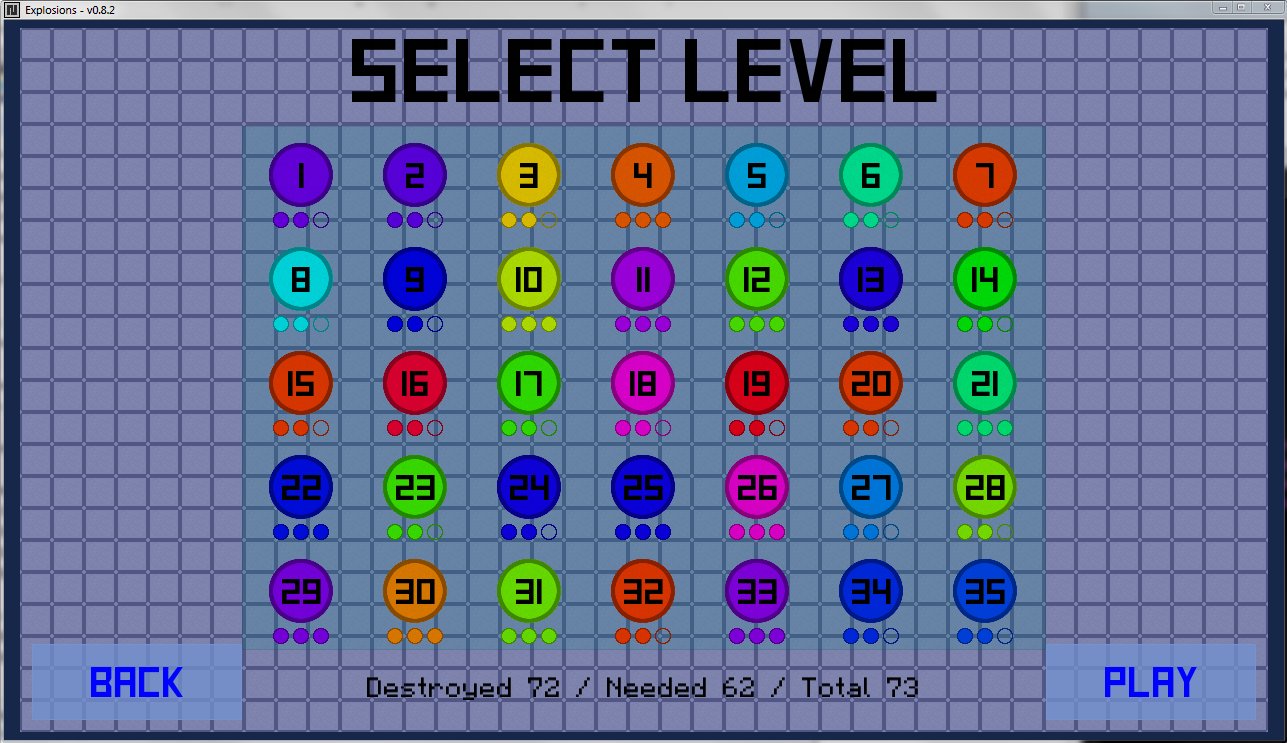 Explosions - v0.8.2
SELECT LEVEL
1 2 3 4 5 6 7
8 9 10 11 12 13 14
15 16 17 18 19 20 21
22 23 24 25 26 27 28
29 30 31 32 33 34 35
BACK
Destroyed 72 / Needed 62 / Total 73
PLAY